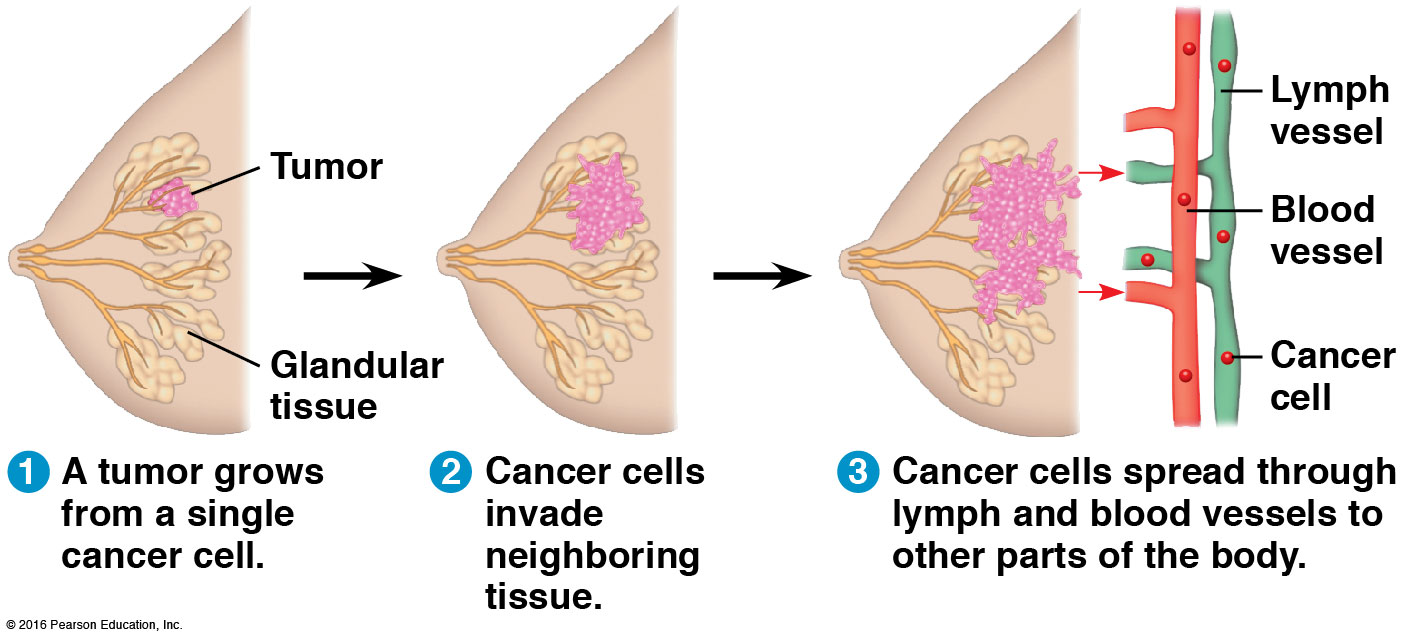 Tumor
Glandular
tissue
Lymph
vessel
Blood
vessel
Cancer
cell
1 A tumor grows
from a single
cancer cell.
2 Cancer cells
invade
neighboring
tissue.
3 Cancer cells spread through
lymph and blood vessels to
other parts of the body.
© 2016 Pearson Education, Inc.